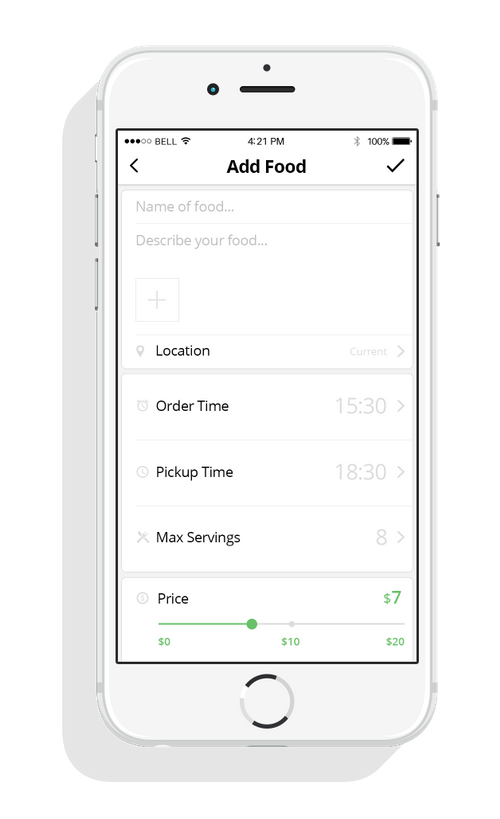 BELL 4:21 PM 100%
Add Food
Name of food...
Describe your food...
Location Current
Order Time 15:30
Pickup Time 18:30
Max Servings 8
Price $7
$0 $10 $20